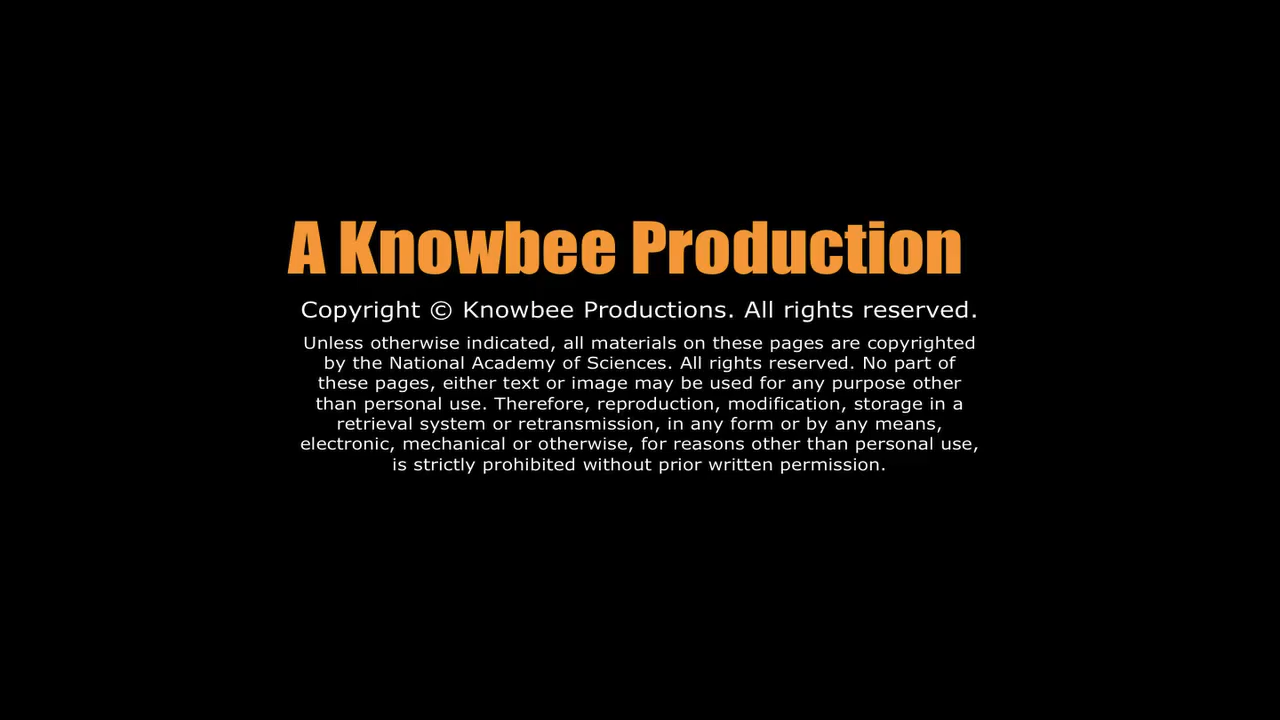 A Knowbee Production
Copyright © Knowbee Productions. All rights reserved.
Unless otherwise indicated, all materials on these pages are copyrighted
by the National Academy of Sciences. All rights reserved. No part of
these pages, either text or image may be used for any purpose other
than personal use. Therefore, reproduction, modification, storage in a
retrieval system or retransmission, in any form or by any means,
electronic, mechanical or otherwise, for reasons other than personal use,
is strictly prohibited without prior written permission.